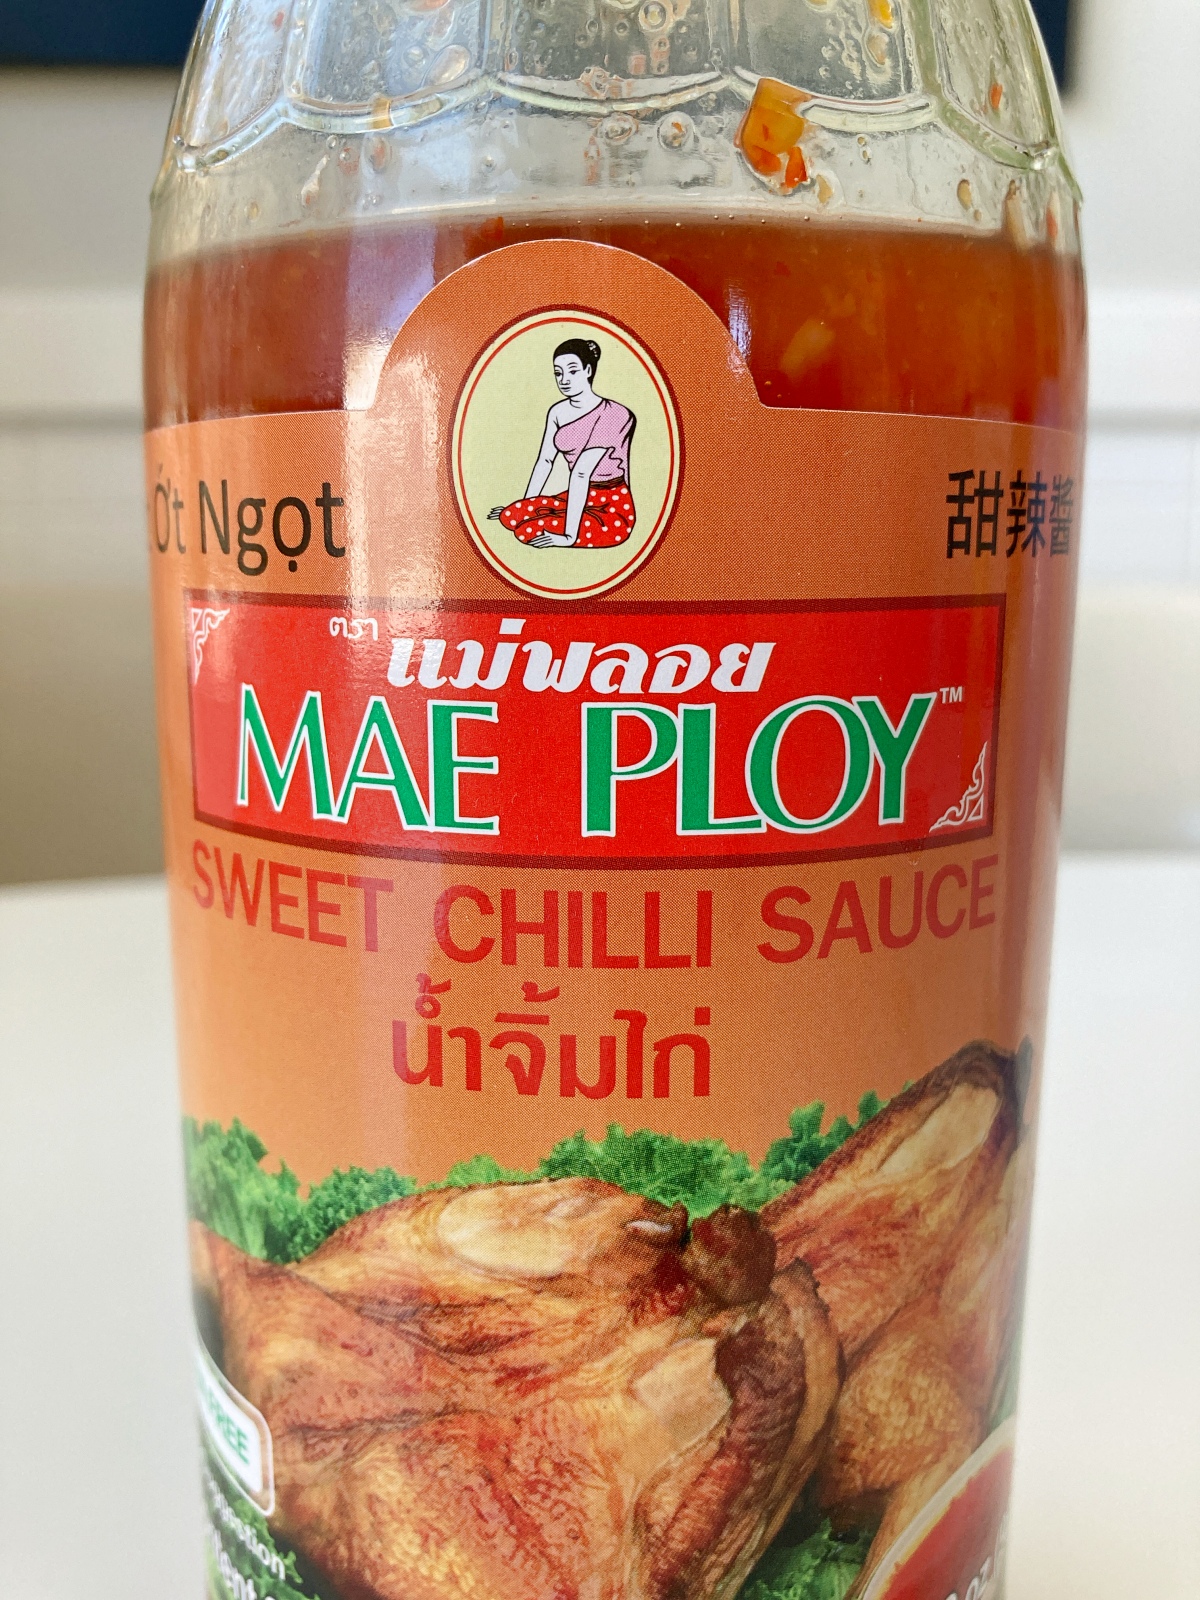 Ớt Ngọt
甜辣醬
ตรา
แม่พลอย
MAE PLOY™
SWEET CHILLI SAUCE
น้ำจิ้มไก่
FREE